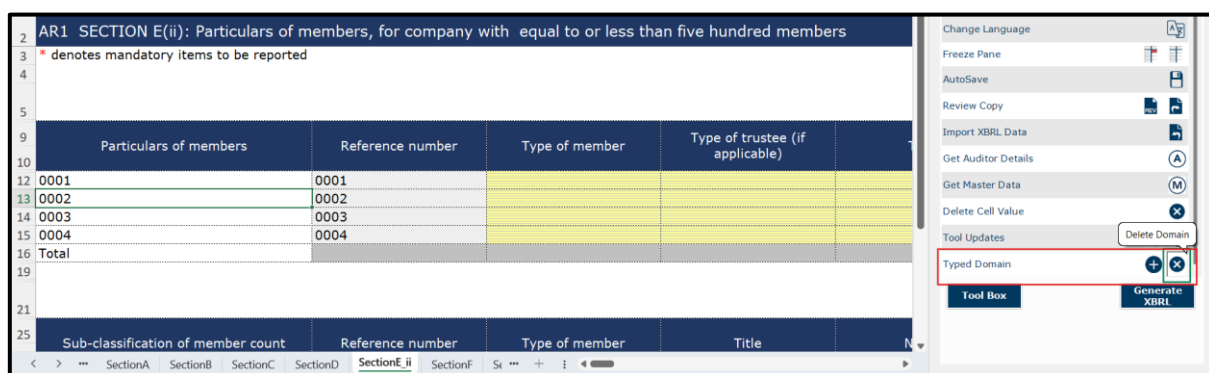 2 AR1 SECTION E(ii): Particulars of members, for company with equal to or less than five hundred members
3 * denotes mandatory items to be reported
4
5
9
Particulars of members Reference number Type of member Type of trustee (if applicable) T
10
12 0001 0001
13 0002 0002
14 0003 0003
15 0004 0004
16 Total
19
21
25 Sub-classification of member count Reference number Type of member Title N
SectionA SectionB SectionC SectionD SectionE_ii SectionF Se
Change Language
Freeze Pane
AutoSave
Review Copy
Import XBRL Data
Get Auditor Details A
Get Master Data M
Delete Cell Value
Tool Updates Delete Domain
Typed Domain
Tool Box Generate XBRL